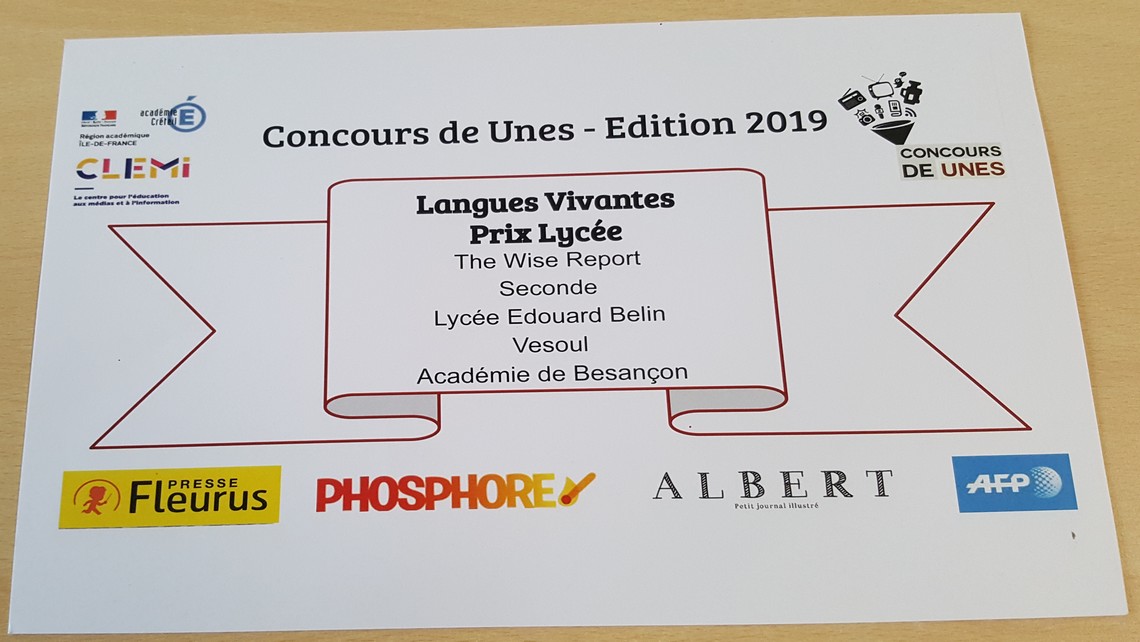 académie
Créteil
Région académique
ÎLE-DE-FRANCE
CLEMI
Le centre pour l'éducation
aux médias et à l'information
Concours de Unes - Edition 2019
CONCOURS
DE UNES
Langues Vivantes
Prix Lycée
The Wise Report
Seconde
Lycée Edouard Belin
Vesoul
Académie de Besançon
PRESSE
Fleurus
PHOSPHORE
ALBERT
Petit journal illustré
AFP